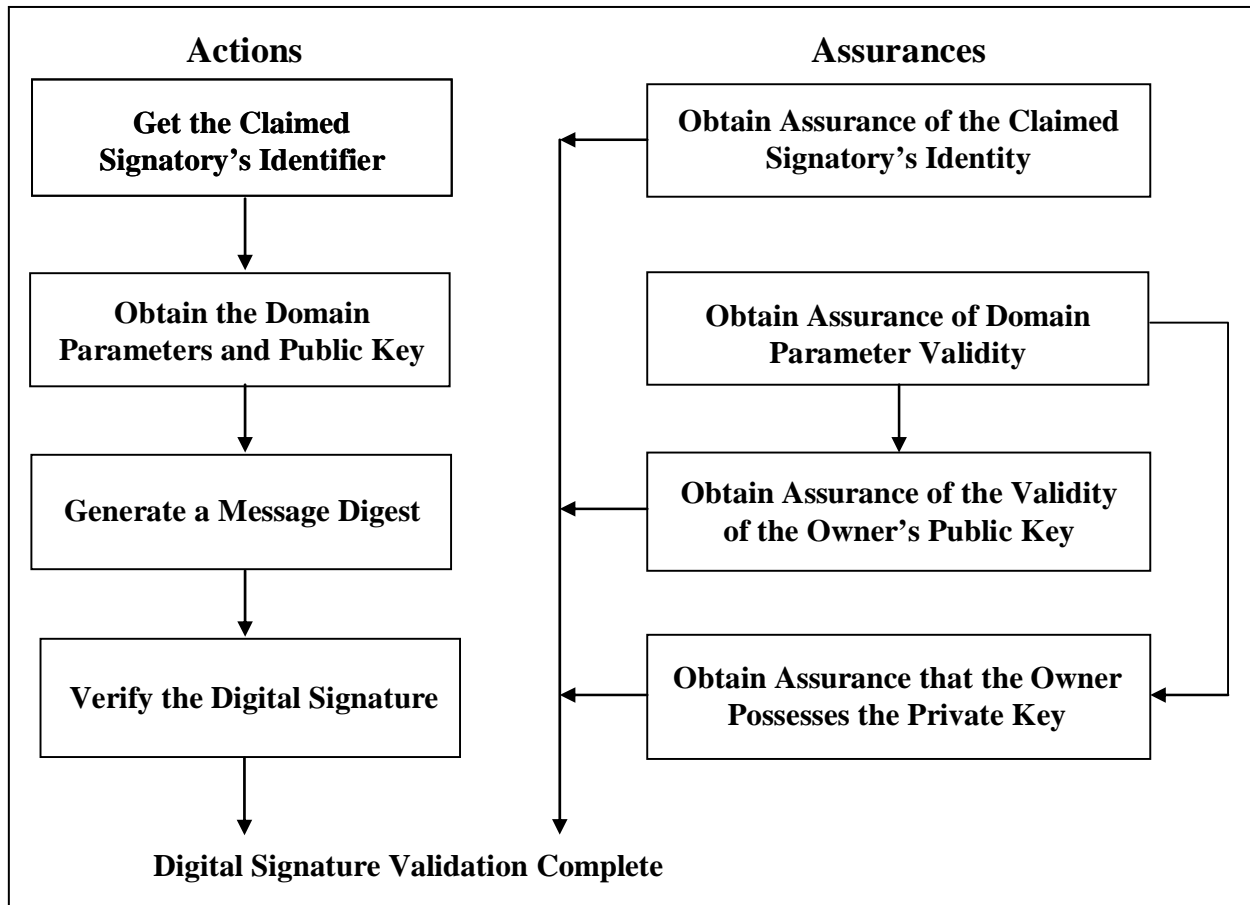 Actions
Get the Claimed
Signatory’s Identifier
Obtain the Domain
Parameters and Public Key
Generate a Message Digest
Verify the Digital Signature
Assurances
Obtain Assurance of the Claimed
Signatory’s Identity
Obtain Assurance of Domain
Parameter Validity
Obtain Assurance of the Validity
of the Owner’s Public Key
Obtain Assurance that the Owner
Possesses the Private Key
Digital Signature Validation Complete